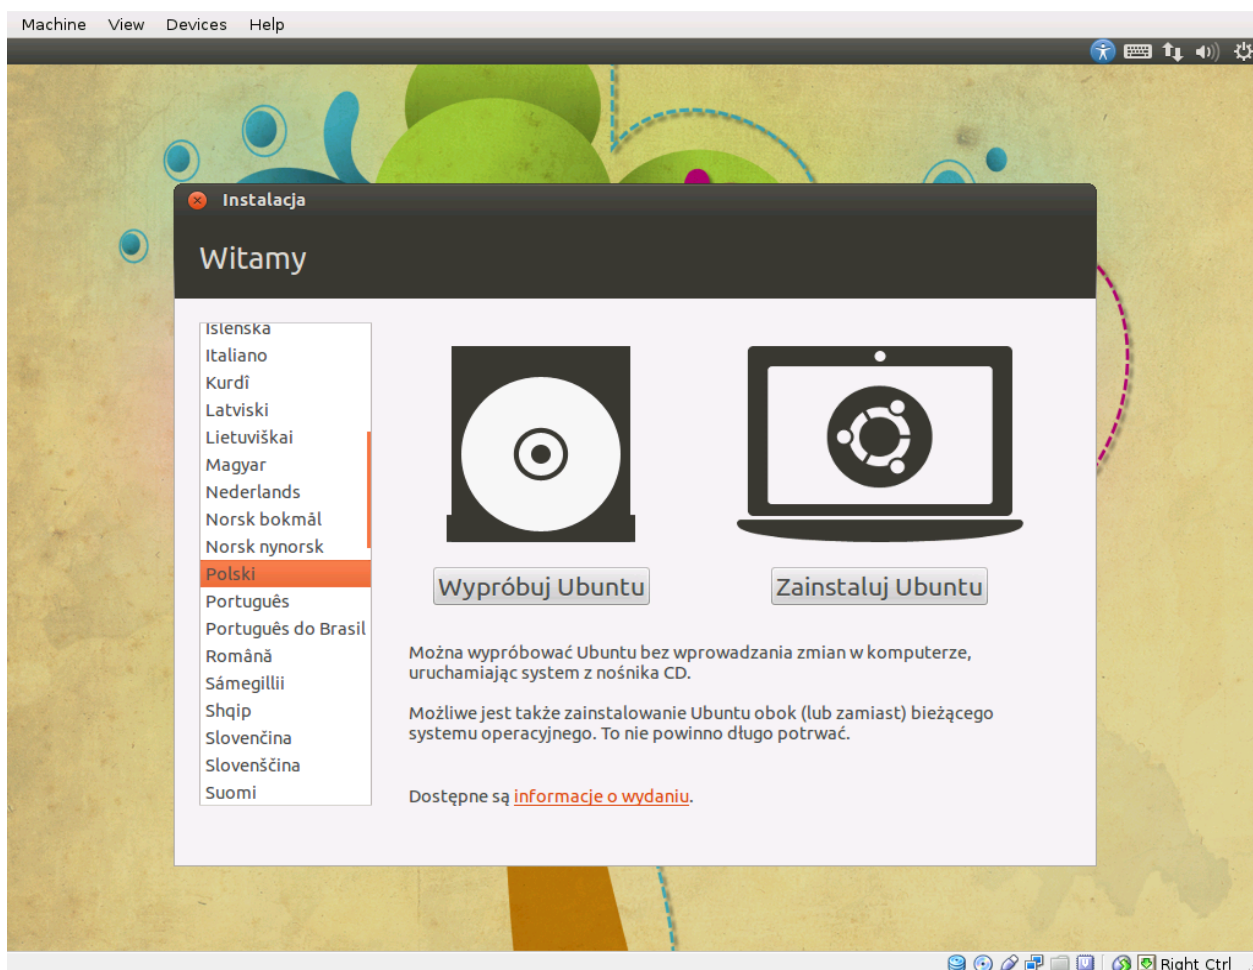 Machine View Devices Help
Instalacja
Witamy
Íslenska
Italiano
Kurdî
Latviski
Lietuviškai
Magyar
Nederlands
Norsk bokmål
Norsk nynorsk
Polski
Português
Português do Brasil
Română
Sámegillii
Shqip
Slovenčina
Slovenščina
Suomi
Wypróbuj Ubuntu
Zainstaluj Ubuntu
Można wypróbować Ubuntu bez wprowadzania zmian w komputerze,
uruchamiając system z nośnika CD.
Możliwe jest także zainstalowanie Ubuntu obok (lub zamiast) bieżącego
systemu operacyjnego. To nie powinno długo potrwać.
Dostępne są informacje o wydaniu.
Right Ctrl